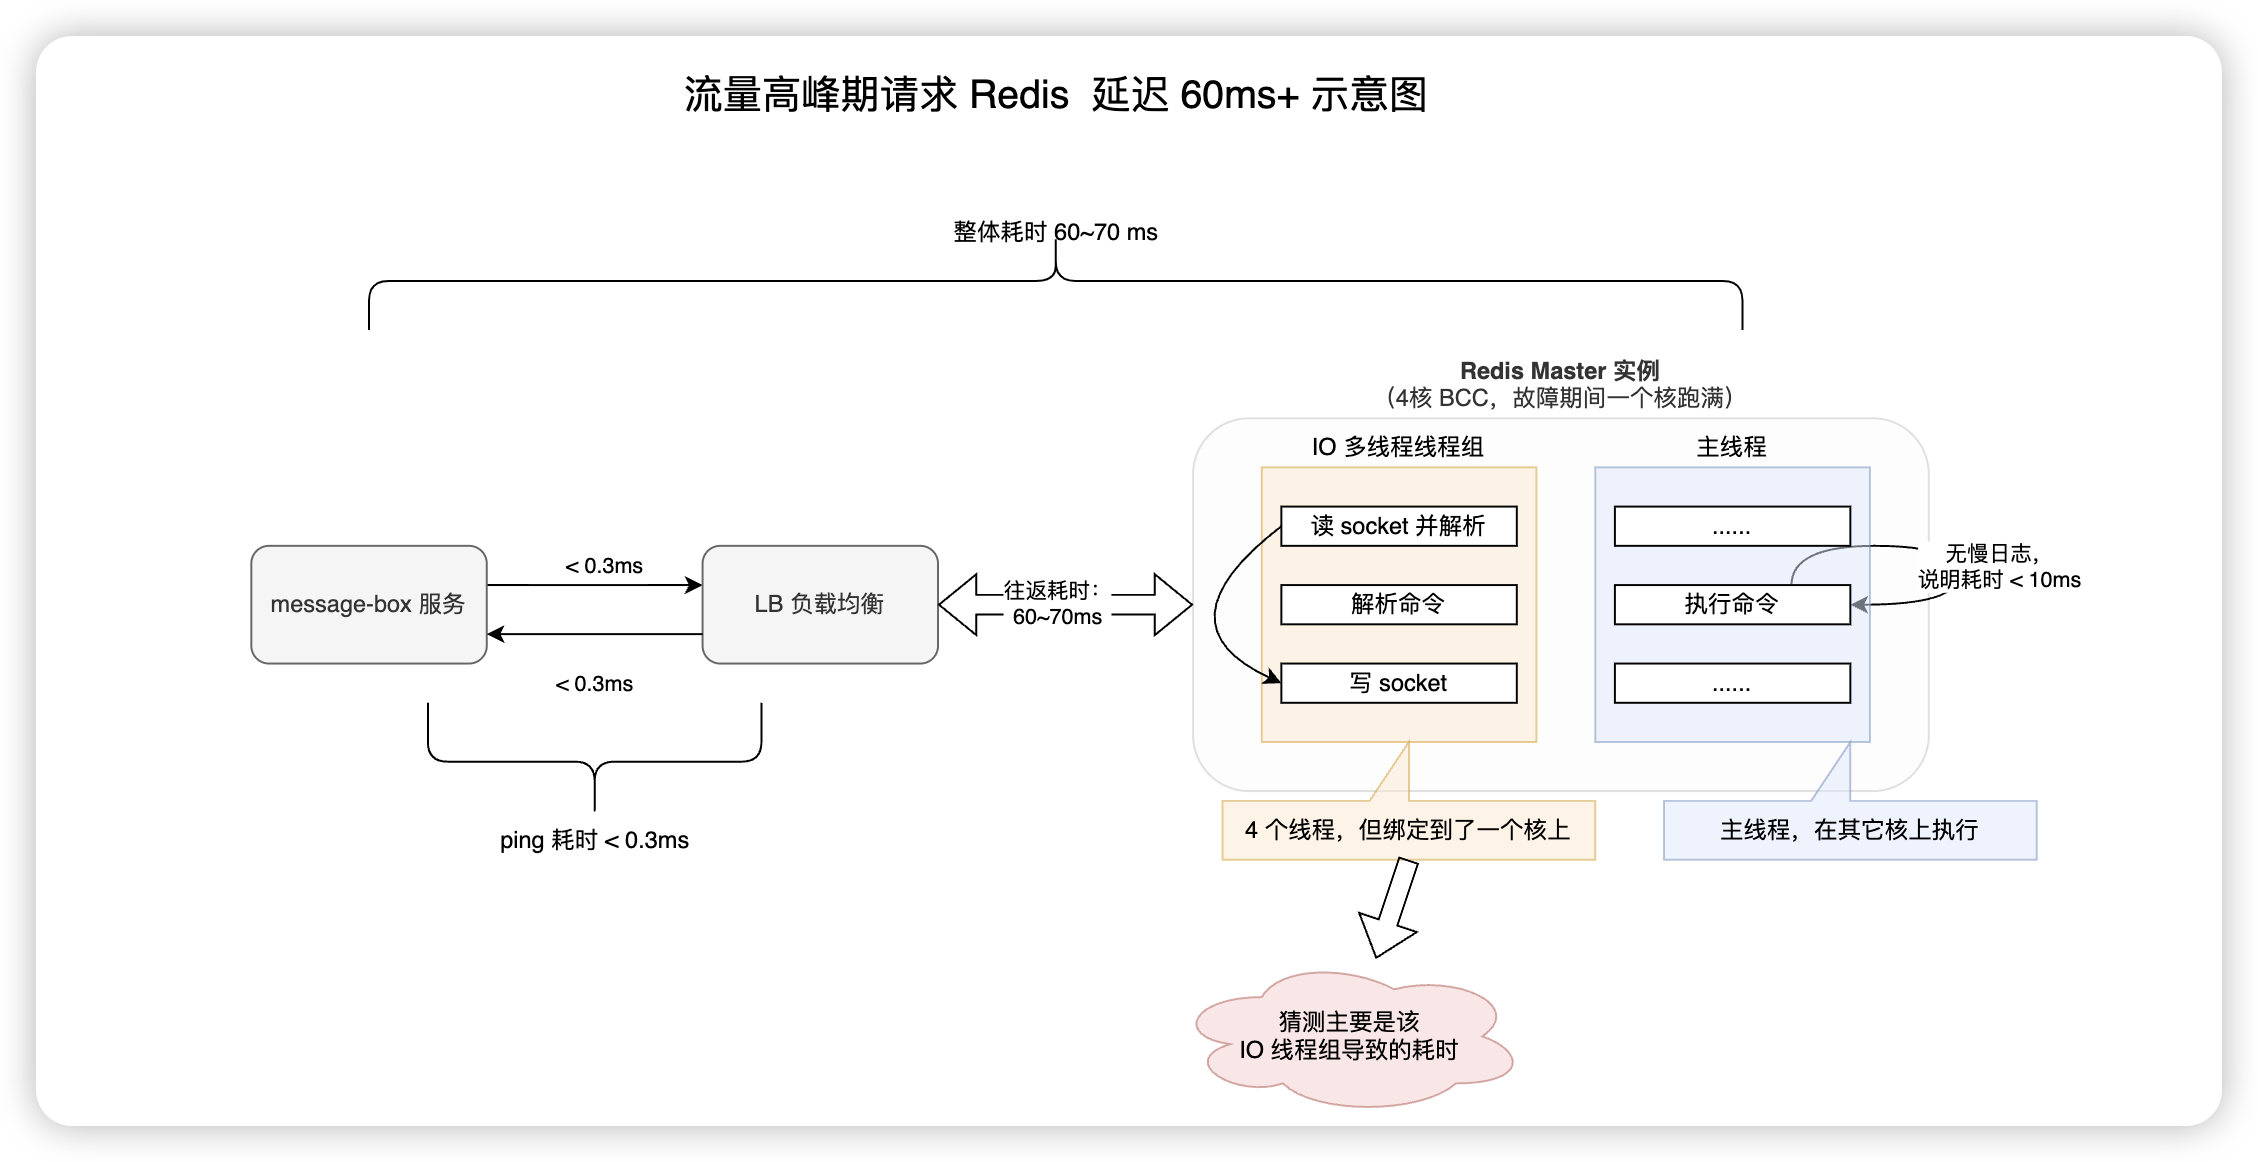 流量高峰期请求 Redis  延迟 60ms+ 示意图
整体耗时 60~70 ms
Redis Master 实例
（4核 BCC，故障期间一个核跑满）
IO 多线程线程组
主线程
读 socket 并解析
......
无慢日志，
说明耗时 < 10ms
< 0.3ms
message-box 服务
LB 负载均衡
往返耗时：
60~70ms
解析命令
执行命令
< 0.3ms
写 socket
......
ping 耗时 < 0.3ms
4 个线程，但绑定到了一个核上
主线程，在其它核上执行
猜测主要是该
IO 线程组导致的耗时